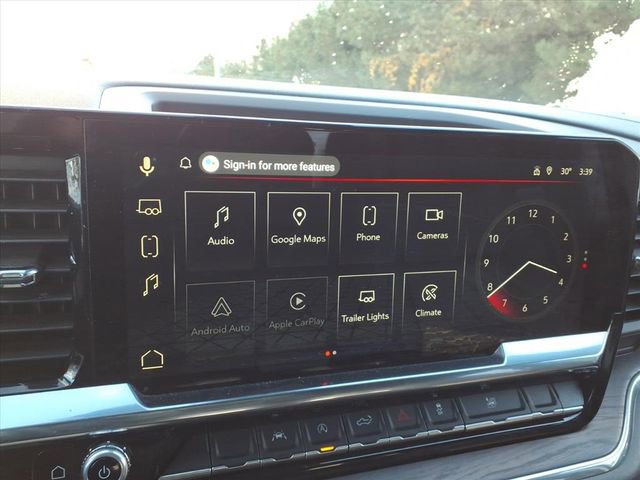 Sign-in for more features
30° 3:39
Audio
Google Maps
Phone
Cameras
Android Auto
Apple CarPlay
Trailer Lights
Climate
12
1
2
3
4
5
6
7
8
9
10
11